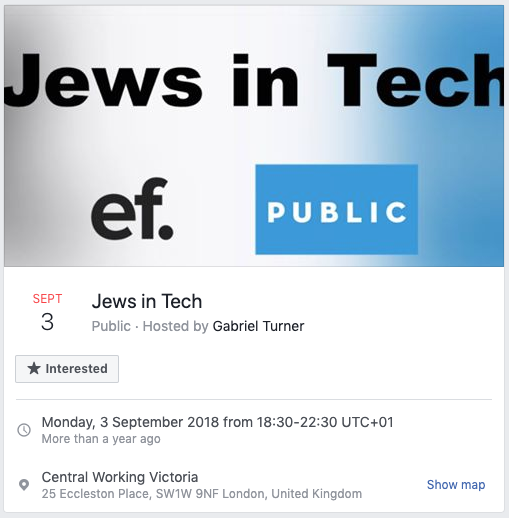 Jews in Tech
ef.
PUBLIC
SEPT
3
Jews in Tech
Public · Hosted by Gabriel Turner
Interested
Monday, 3 September 2018 from 18:30-22:30 UTC+01
More than a year ago
Central Working Victoria
25 Eccleston Place, SW1W 9NF London, United Kingdom
Show map